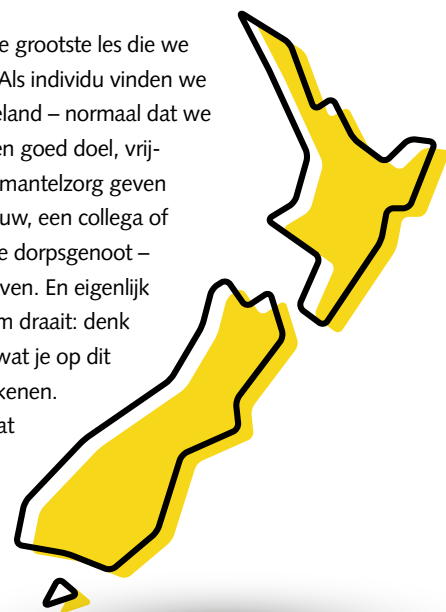 e grootste les die we
Als individu vinden we
eland – normaal dat we
en goed doel, vrij-
mantelzorg geven
uw, een collega of
e dorpsgenoot –
ven. En eigenlijk
m draait: denk
wat je op dit
kenen.
at